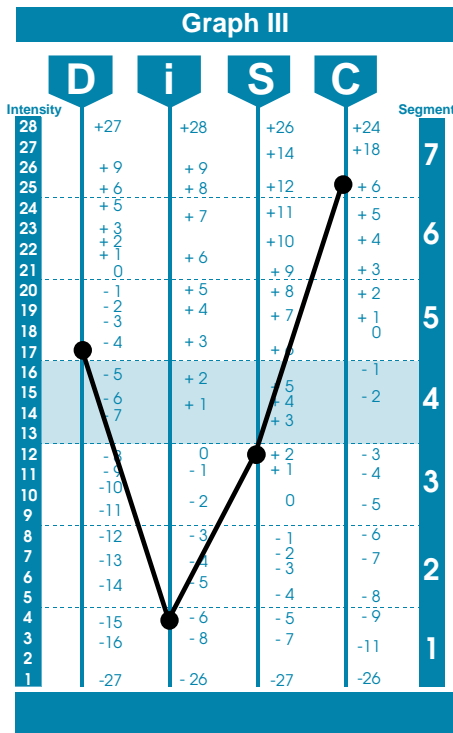 Graph III
D i S C
Intensity Segment
28 +27 +28 +26 +24
27 +14 +18 7
26 + 9 + 9
25 + 6 + 8 +12 + 6
24 + 5 + 7 +11 + 5
23 + 3 6
+ 2 +10 + 4
22 + 1 + 6
21 0 + 9 + 3
20 - 1 + 5 + 8 + 2
19 - 2 + 4 + 7 + 1 5
18 - 3 0
17 - 4 + 3
16 - 5 + 2 - 1
15 - 6 + 1 + 4 - 2 4
14 - 7 + 3
13
12 0 + 2 - 3
11 - 9 - 1 + 1 - 4 3
10 -10 - 2 0 - 5
9 -11
8 -12 - 3 - 1 - 6
7 -13 - 2 - 7 2
6 -14 - 5 - 3
5 - 4 - 8
4 -15 - 6 - 5 - 9
3 -16 - 8 - 7 -11 1
2
1 -27 - 26 -27 -26